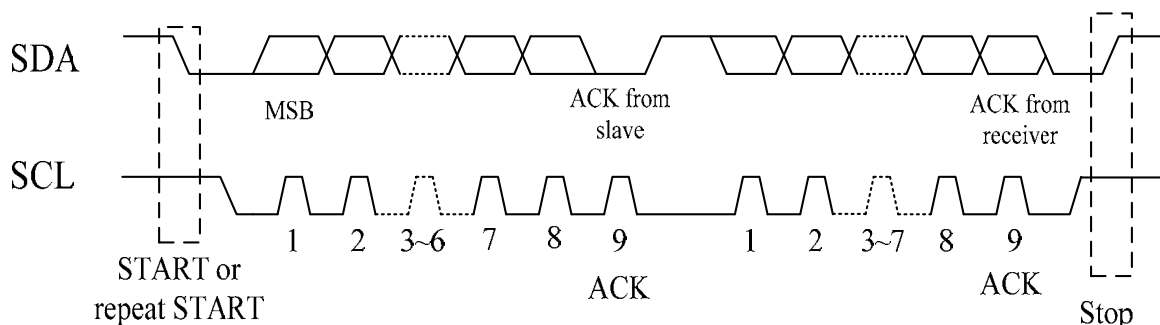 SDA
MSB
ACK from
slave
ACK from
receiver
SCL
1 2 3~6 7 8 9 1 2 3~7 8 9
START or
repeat START
ACK
ACK
Stop